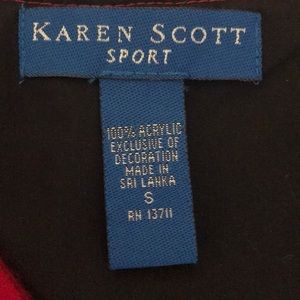 KAREN SCOTT
SPORT
100% ACRYLIC
EXCLUSIVE OF
DECORATION
MADE IN
SRI LANKA
S
RN 13711